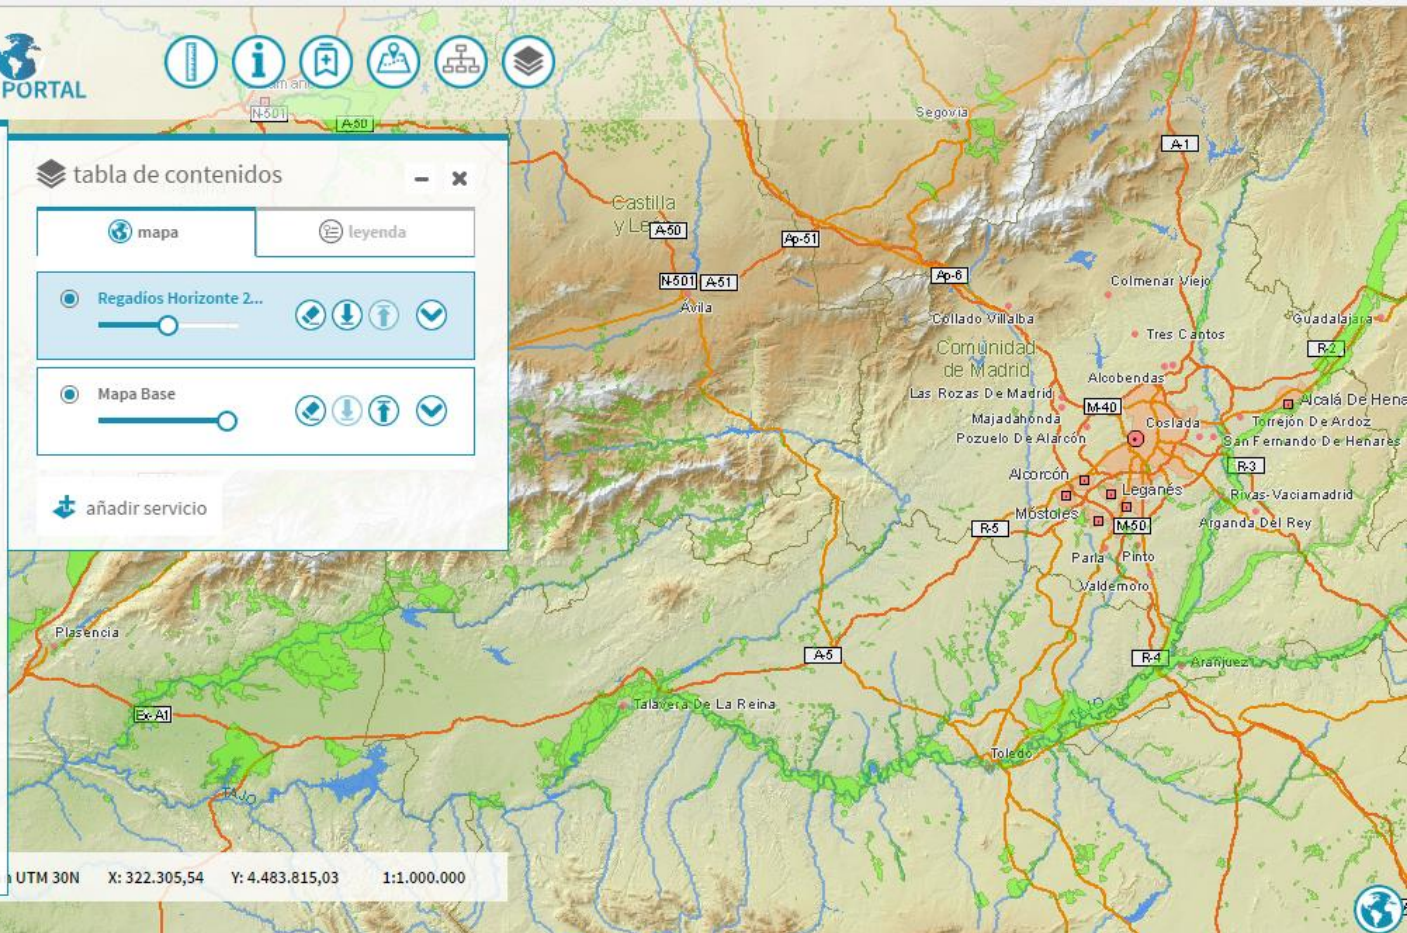 PORTAL
N-501
A-50
tabla de contenidos
mapa
leyenda
Regadíos Horizonte 2...
Mapa Base
añadir servicio
Segovia
A-1
Castilla
A-50
Ap-51
N-501
A-51
Ávila
Ap-6
Colmenar Viejo
Collado Villalba
Guadalajara
Tres Cantos
R-2
Comunidad
de Madrid
Alcobendas
Las Rozas De Madrid
M-40
Majadahonda
Coslada
Torrejón De Ardoz
Pozuelo De Alarcón
San Fernando De Henares
R-3
Alcorcón
Leganés
Rivas-Vaciamadrid
Móstoles
M-50
Arganda Del Rey
R-5
Parla
Pinto
Valdemoro
Plasencia
A-5
R-4
Aranjuez
Talavera De La Reina
Ex-A1
Toledo
TAJO
UTM 30N X: 322.305,54 Y: 4.483.815,03 1:1.000.000